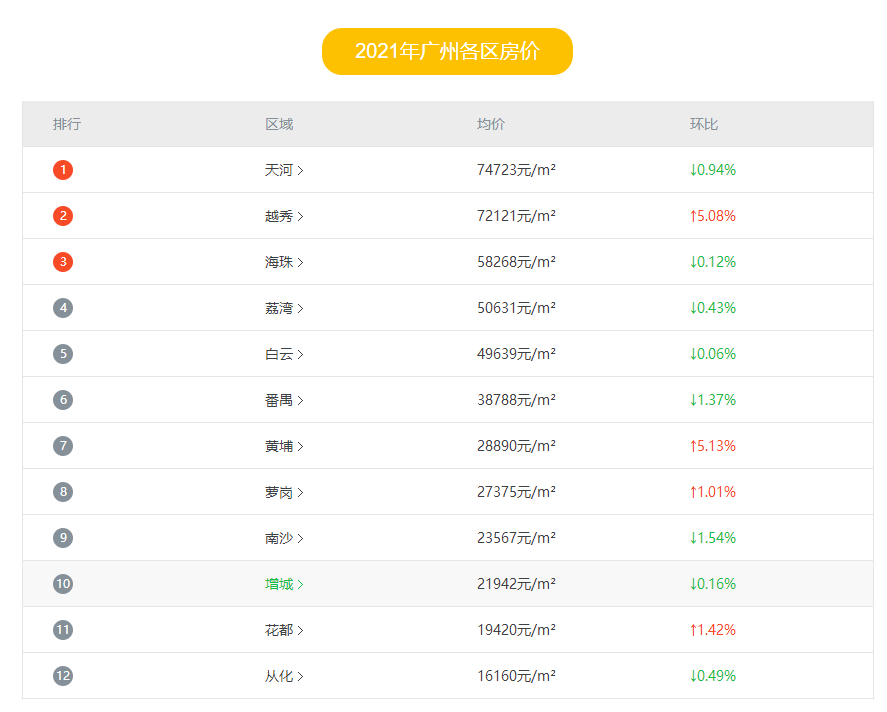 2021年广州各区房价
排行 区域 均价 环比
1 天河 > 74723元/m² ↓0.94%
2 越秀 > 72121元/m² ↑5.08%
3 海珠 > 58268元/m² ↓0.12%
4 荔湾 > 50631元/m² ↓0.43%
5 白云 > 49639元/m² ↓0.06%
6 番禺 > 38788元/m² ↓1.37%
7 黄埔 > 28890元/m² ↑5.13%
8 萝岗 > 27375元/m² ↑1.01%
9 南沙 > 23567元/m² ↓1.54%
10 增城 > 21942元/m² ↓0.16%
11 花都 > 19420元/m² ↑1.42%
12 从化 > 16160元/m² ↓0.49%